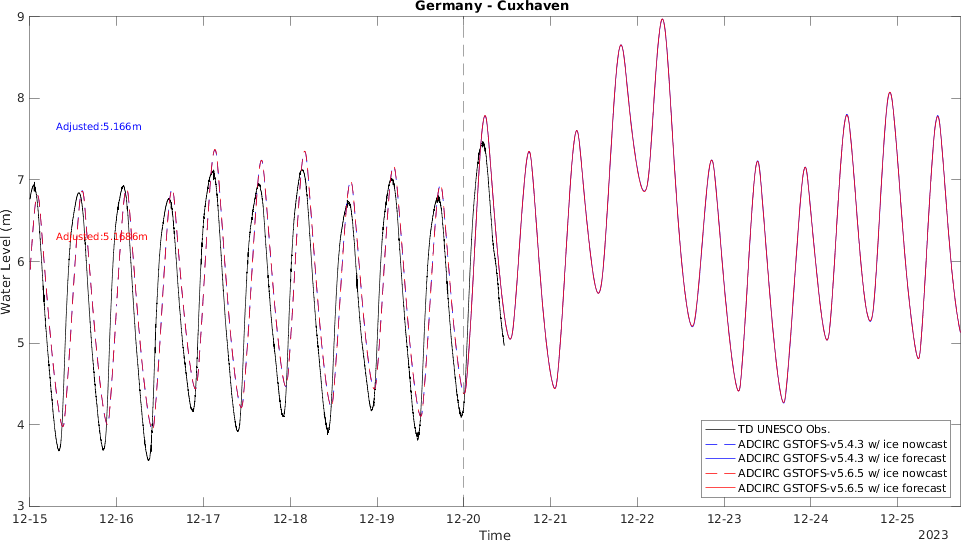 Germany - Cuxhaven
9
8
7
6
5
4
3
Water Level (m)
Adjusted:5.166m
Adjusted:5.1686m
TD UNESCO Obs.
ADCIRC GSTOFS-v5.4.3 w/ ice nowcast
ADCIRC GSTOFS-v5.4.3 w/ ice forecast
ADCIRC GSTOFS-v5.6.5 w/ ice nowcast
ADCIRC GSTOFS-v5.6.5 w/ ice forecast
12-15 12-16 12-17 12-18 12-19 12-20 12-21 12-22 12-23 12-24 12-25
Time
2023